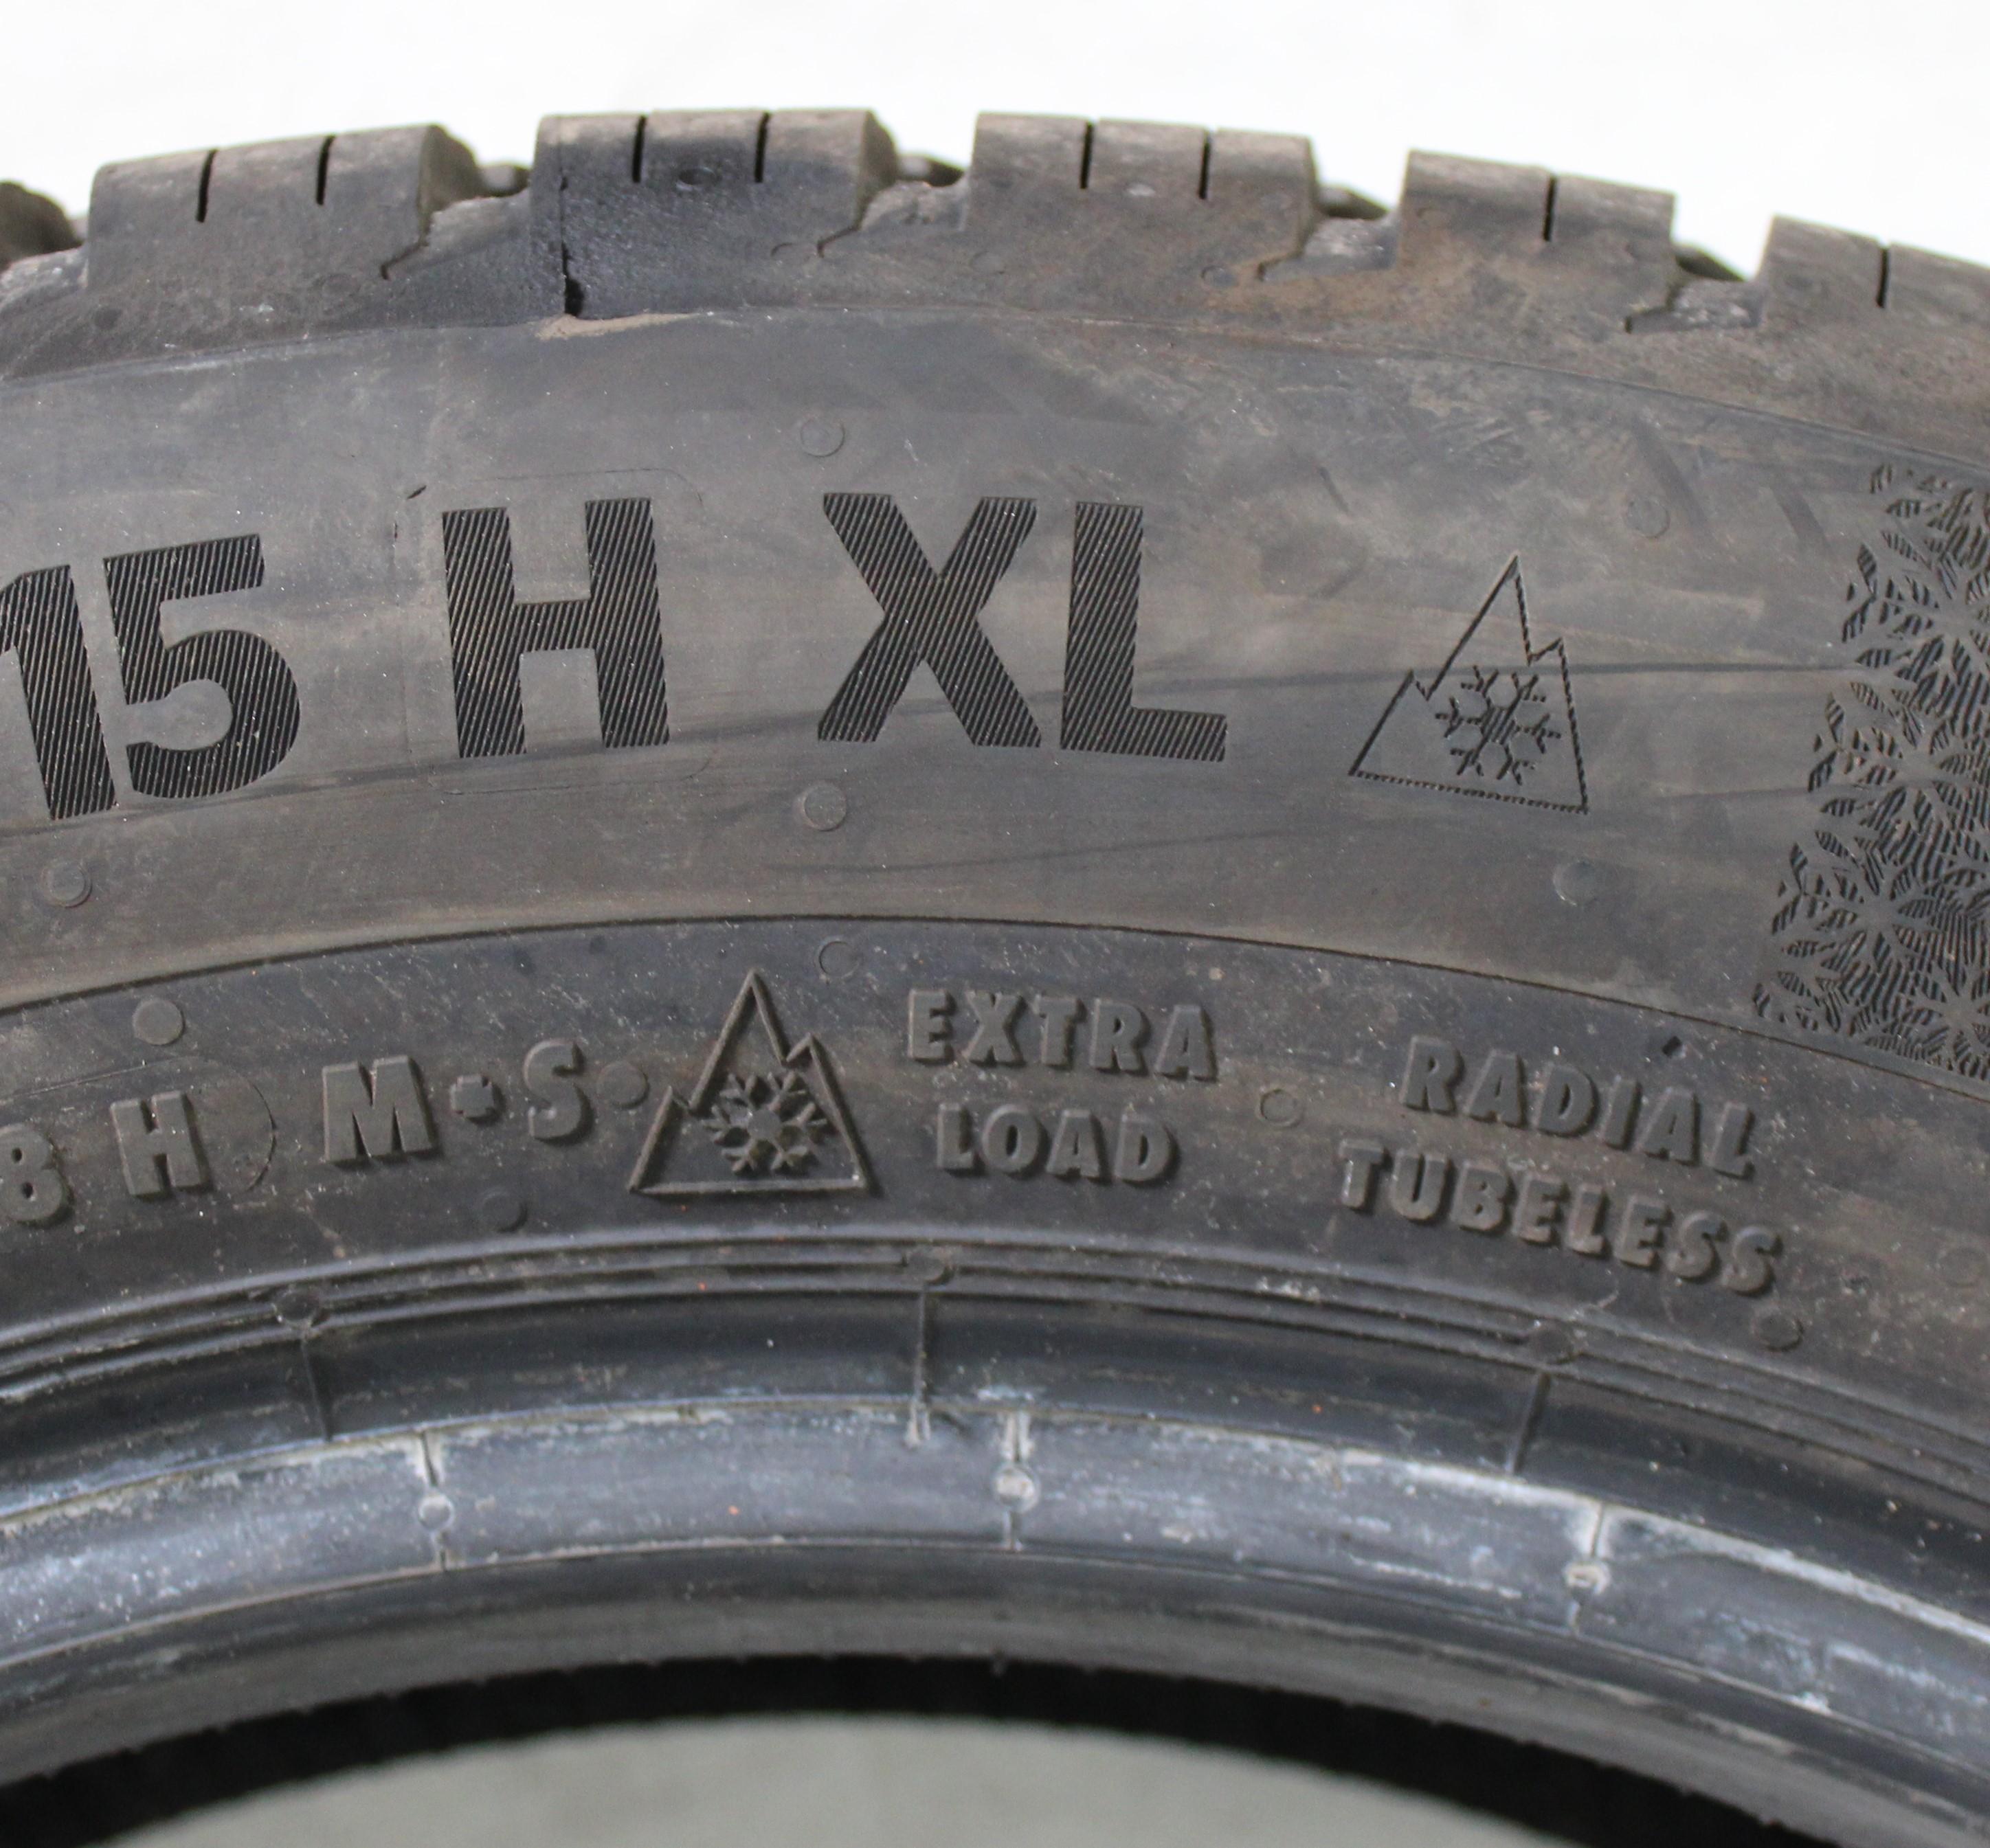 15 H XL
8 H M+S
EXTRA
LOAD
RADIAL
TUBELESS